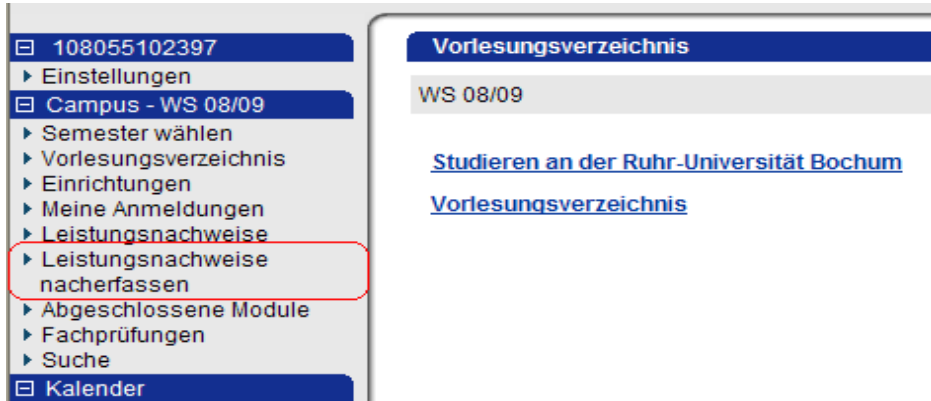 108055102397
Einstellungen
Campus - WS 08/09
Semester wählen
Vorlesungsverzeichnis
Einrichtungen
Meine Anmeldungen
Leistungsnachweise
Leistungsnachweise
nacherfassen
Abgeschlossene Module
Fachprüfungen
Suche
Kalender
Vorlesungsverzeichnis
WS 08/09
Studieren an der Ruhr-Universität Bochum
Vorlesungsverzeichnis